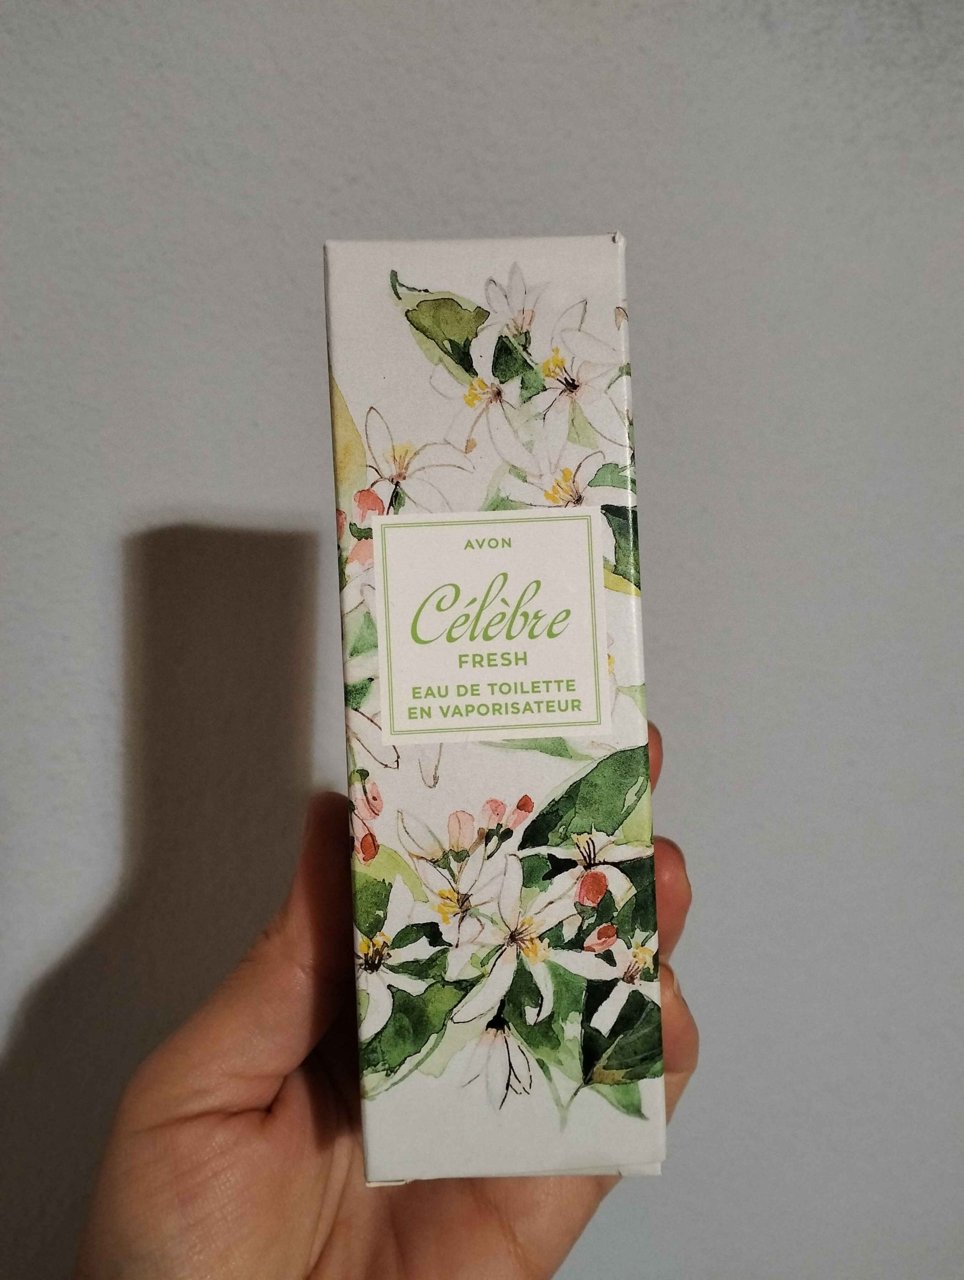 AVON
Célèbre
FRESH
EAU DE TOILETTE
EN VAPORISATEUR